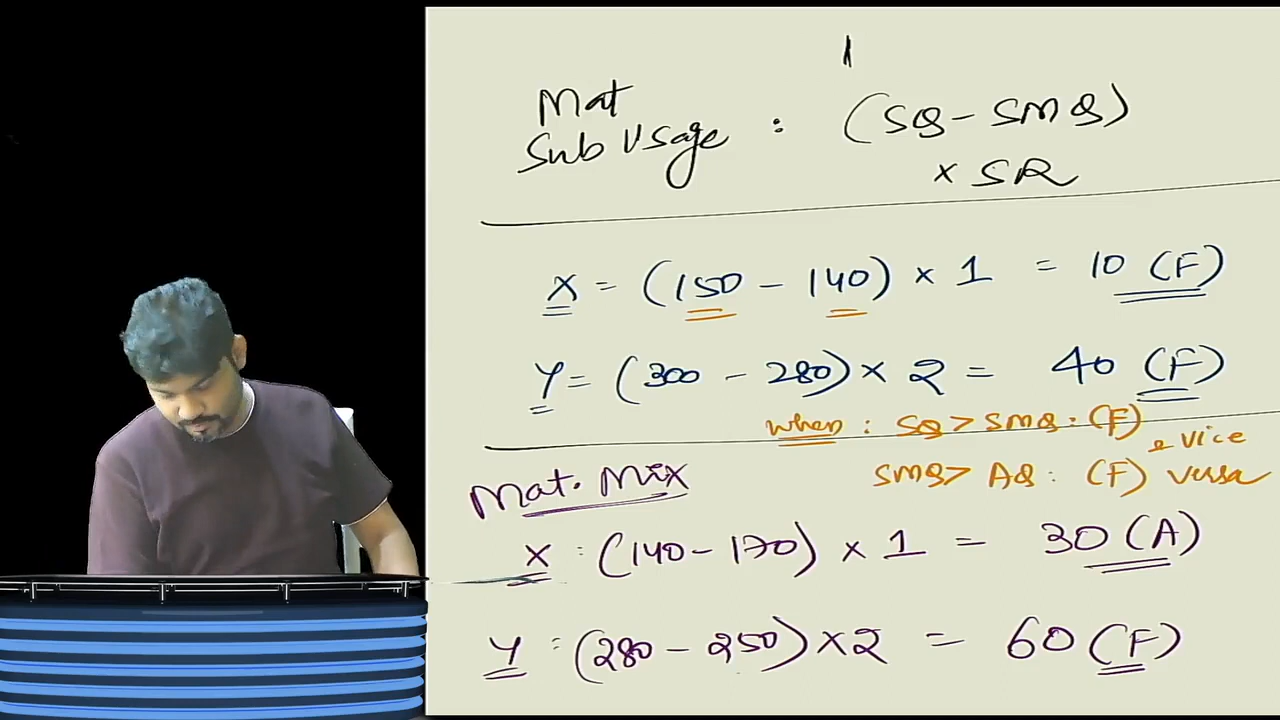 Mat
Sub Usage : (SQ - SMQ)
× SR
X = (150 - 140) × 1 = 10 (F)
Y = (300 - 280) × 2 = 40 (F)
when : SQ > SMQ : (F)
& vice
SMQ > AQ : (F) versa
Mat. Mix
X : (140 - 170) × 1 = 30 (A)
Y : (280 - 250) × 2 = 60 (F)